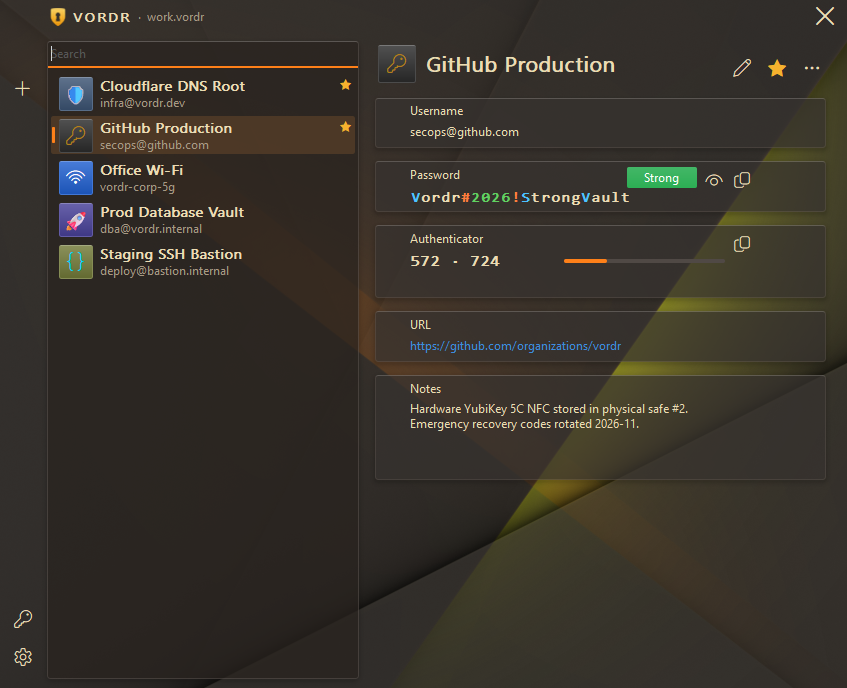 VORDR · work.vordr
Search
Cloudflare DNS Root
infra@vordr.dev
GitHub Production
secops@github.com
Office Wi-Fi
vordr-corp-5g
Prod Database Vault
dba@vordr.internal
Staging SSH Bastion
deploy@bastion.internal
GitHub Production
Username
secops@github.com
Password
Strong
Vordr#2026!StrongVault
Authenticator
572 - 724
URL
https://github.com/organizations/vordr
Notes
Hardware YubiKey 5C NFC stored in physical safe #2.
Emergency recovery codes rotated 2026-11.